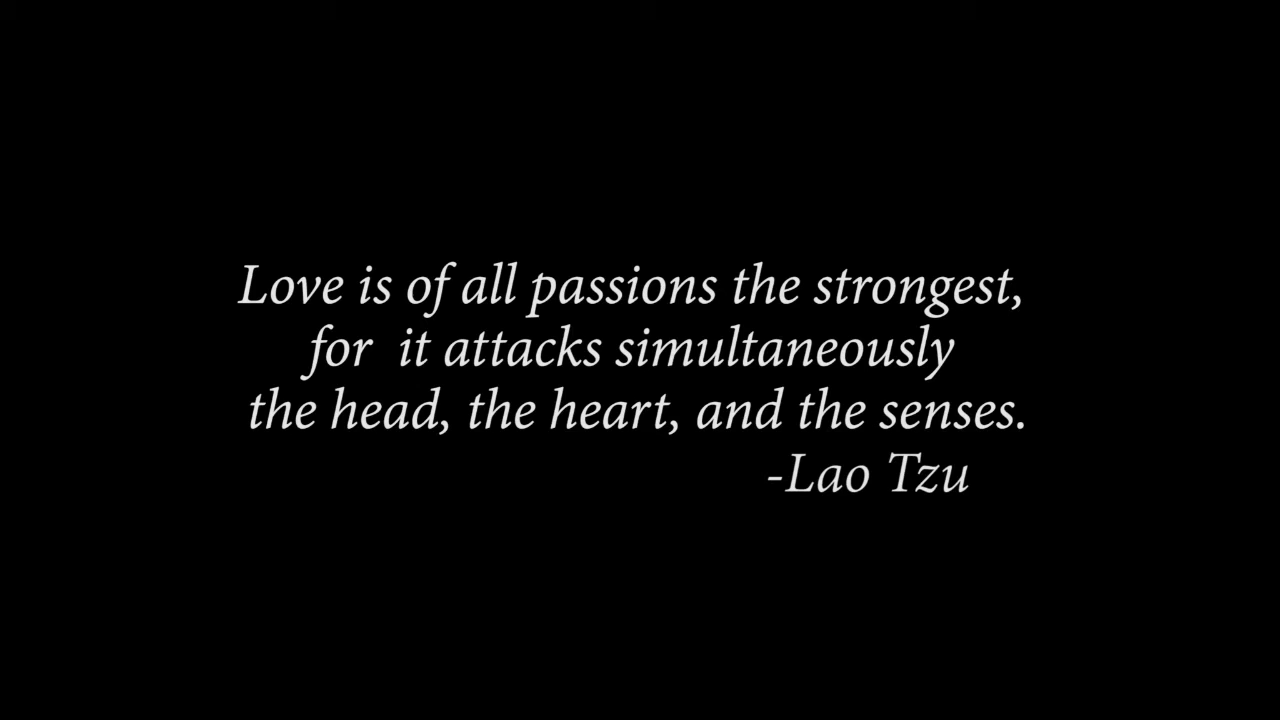 Love is of all passions the strongest,
for  it attacks simultaneously
the head, the heart, and the senses.
-Lao Tzu